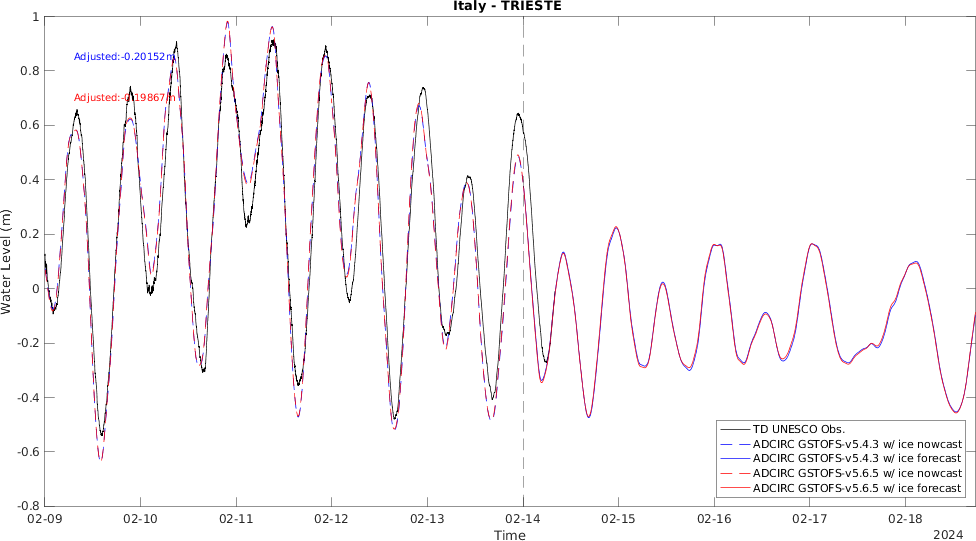 Italy - TRIESTE
Adjusted:-0.20152m
Adjusted:-0.19867m
Water Level (m)
1
0.8
0.6
0.4
0.2
0
-0.2
-0.4
-0.6
-0.8
TD UNESCO Obs.
ADCIRC GSTOFS-v5.4.3 w/ ice nowcast
ADCIRC GSTOFS-v5.4.3 w/ ice forecast
ADCIRC GSTOFS-v5.6.5 w/ ice nowcast
ADCIRC GSTOFS-v5.6.5 w/ ice forecast
02-09 02-10 02-11 02-12 02-13 02-14 02-15 02-16 02-17 02-18
Time
2024